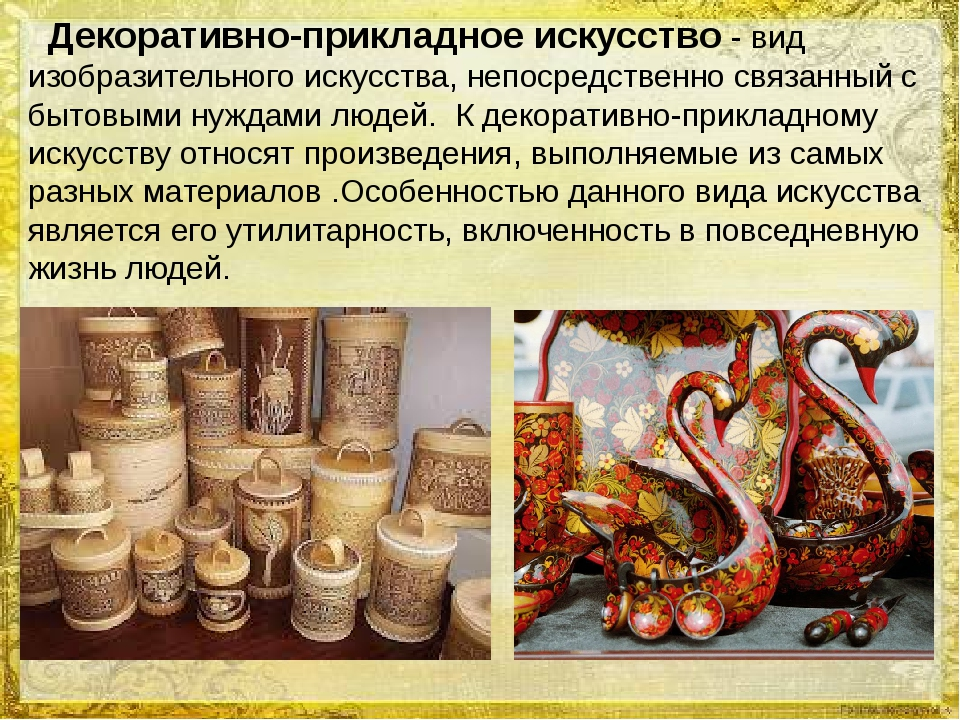 Декоративно-прикладное искусство - вид
изобразительного искусства, непосредственно связанный с
бытовыми нуждами людей.  К декоративно-прикладному
искусству относят произведения, выполняемые из самых
разных материалов .Особенностью данного вида искусства
является его утилитарность, включенность в повседневную
жизнь людей.